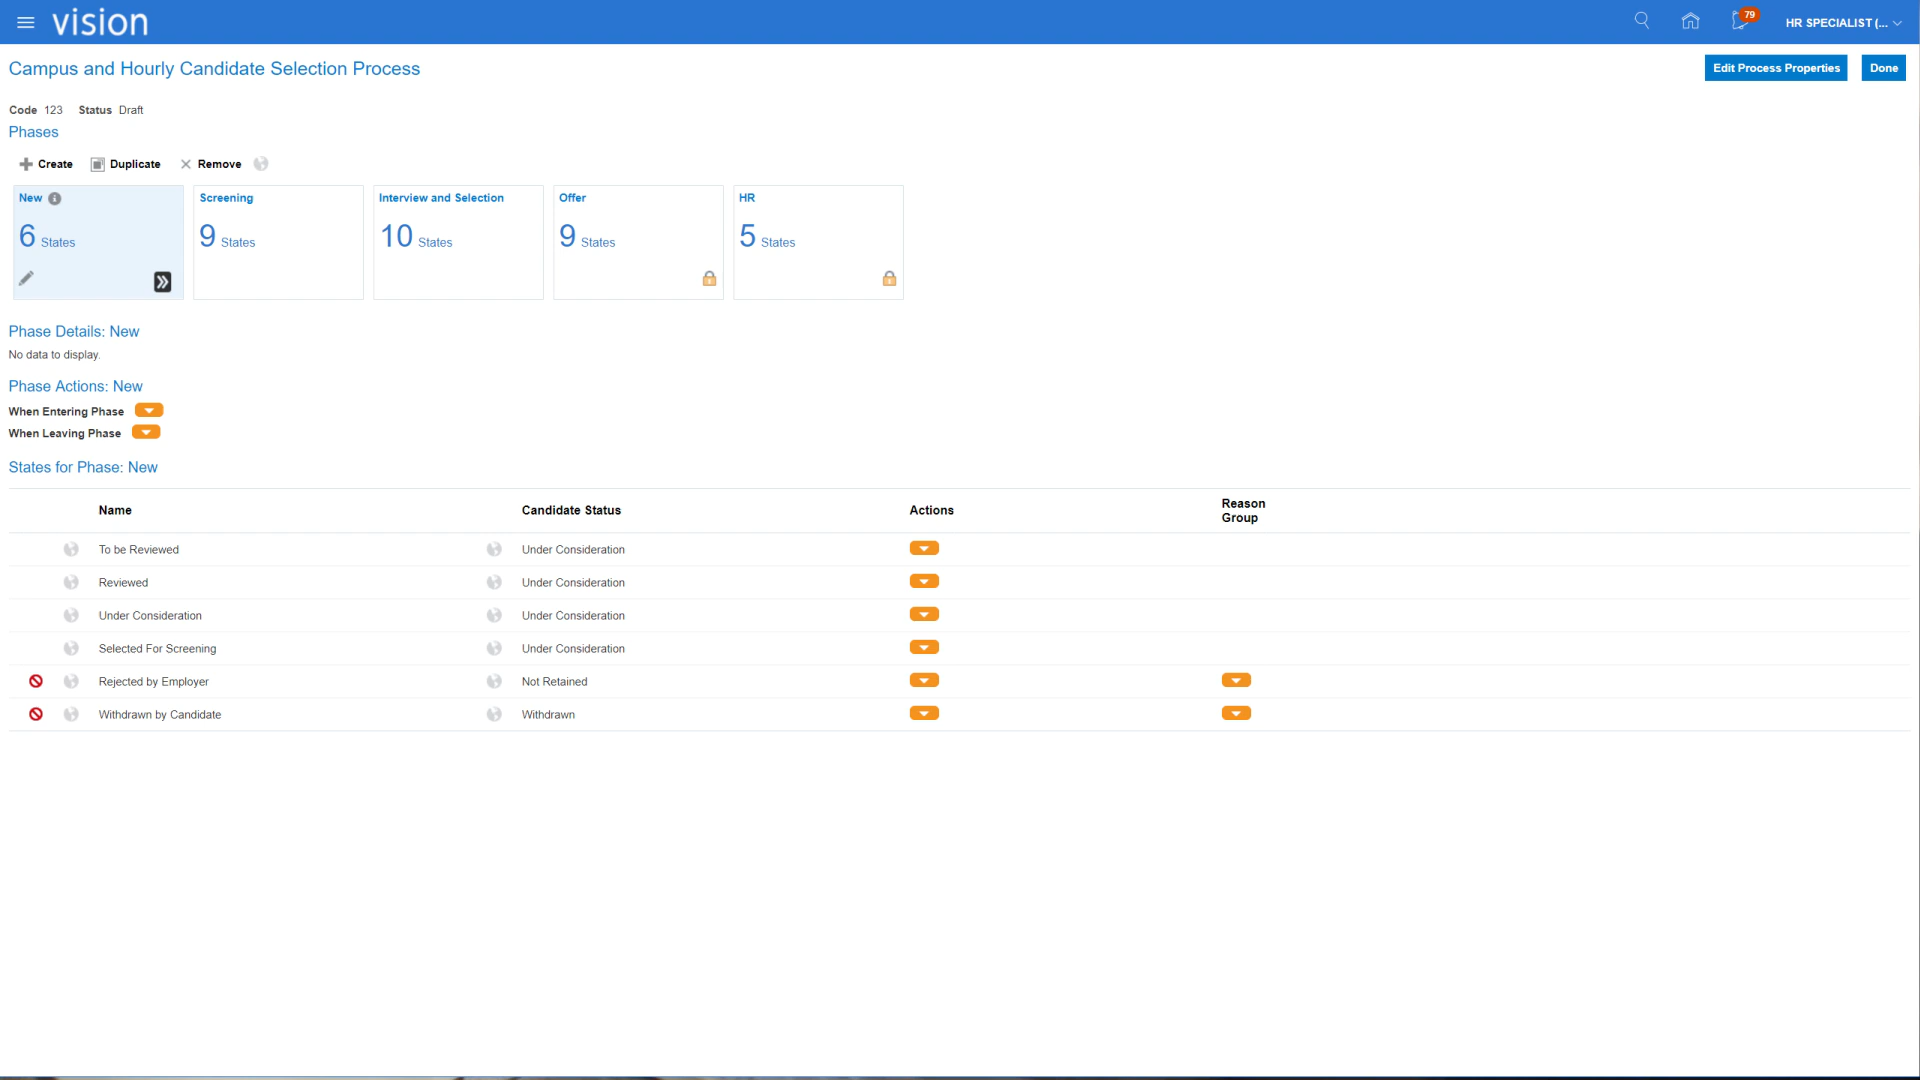 vision
79
HR SPECIALIST (...
Campus and Hourly Candidate Selection Process
Edit Process Properties
Done
Code 123 Status Draft
Phases
Create Duplicate Remove
New Screening Interview and Selection Offer HR
6 States 9 States 10 States 9 States 5 States
Phase Details: New
No data to display.
Phase Actions: New
When Entering Phase
When Leaving Phase
States for Phase: New
Name Candidate Status Actions Reason Group
To be Reviewed Under Consideration
Reviewed Under Consideration
Under Consideration Under Consideration
Selected For Screening Under Consideration
Rejected by Employer Not Retained
Withdrawn by Candidate Withdrawn